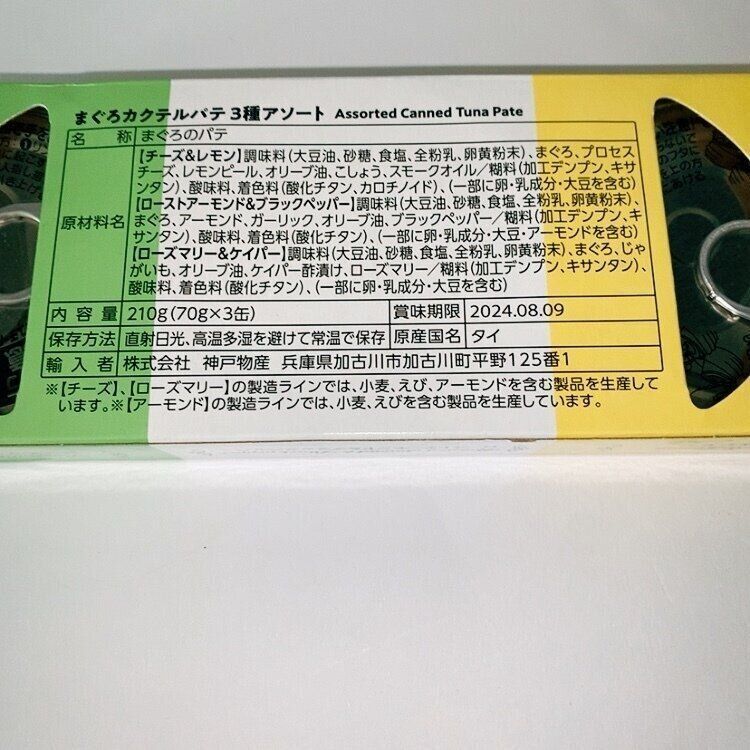 まぐろカクテルパテ3種アソート Assorted Canned Tuna Pate
名 称 まぐろのパテ
原材料名
【チーズ&レモン】調味料(大豆油、砂糖、食塩、全粉乳、卵黄粉末)、まぐろ、プロセス
チーズ、レモンピール、オリーブ油、こしょう、スモークオイル/糊料(加工デンプン、キサ
ンタン)、酸味料、着色料(酸化チタン、カロチノイド)、(一部に卵・乳成分・大豆を含む)
【ローストアーモンド&ブラックペッパー】調味料(大豆油、砂糖、食塩、全粉乳、卵黄粉末)、
まぐろ、アーモンド、ガーリック、オリーブ油、ブラックペッパー/糊料(加工デンプン、キ
サンタン)、酸味料、着色料(酸化チタン)、(一部に卵・乳成分・大豆・アーモンドを含む)
【ローズマリー&ケイパー】調味料(大豆油、砂糖、食塩、全粉乳、卵黄粉末)、まぐろ、じゃ
がいも、オリーブ油、ケイパー酢漬け、ローズマリー/糊料(加工デンプン、キサンタン)、
酸味料、着色料(酸化チタン)、(一部に卵・乳成分・大豆を含む)
内容量 210g(70g×3缶) 賞味期限 2024.08.09
保存方法 直射日光、高温多湿を避けて常温で保存 原産国名 タイ
輸入者 株式会社 神戸物産 兵庫県加古川市加古川町平野125番1
※【チーズ】、【ローズマリー】の製造ラインでは、小麦、えび、アーモンドを含む製品を生産して
います。※【アーモンド】の製造ラインでは、小麦、えびを含む製品を生産しています。